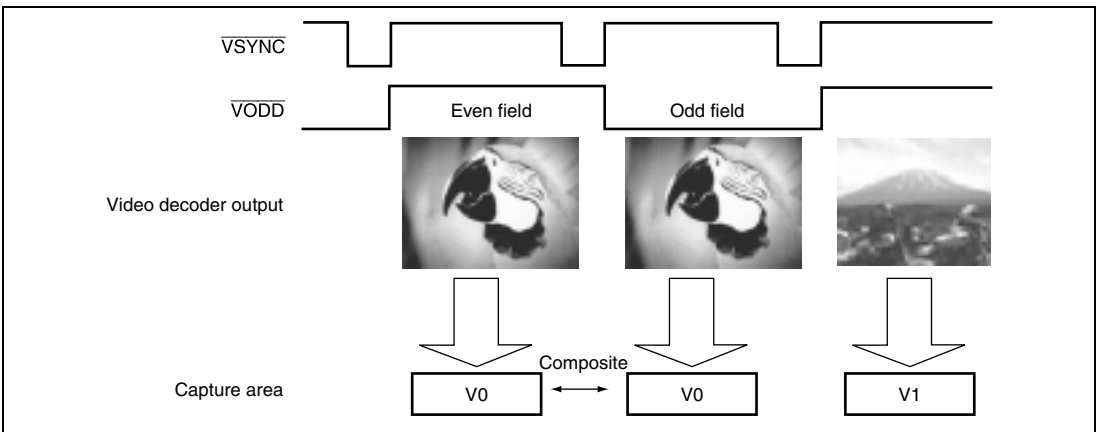 VSYNC
VODD
Even field
Odd field
Video decoder output
Composite
Capture area
V0
V0
V1